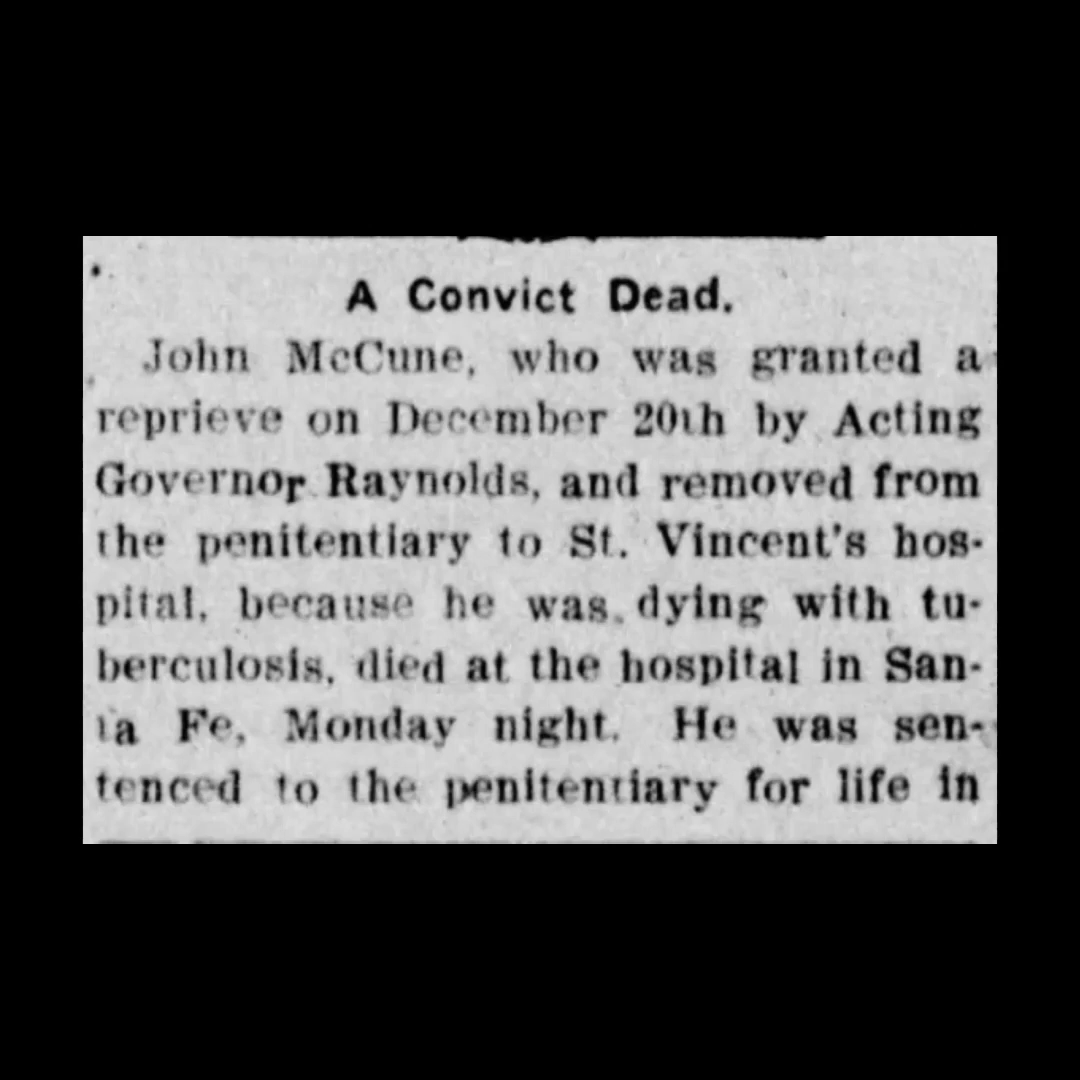 A Convict Dead.
John McCune, who was granted a
reprieve on December 20th by Acting
Governor Raynolds, and removed from
the penitentiary to St. Vincent's hos-
pital, because he was dying with tu-
berculosis, died at the hospital in San-
ta Fe, Monday night. He was sen-
tenced to the penitentiary for life in